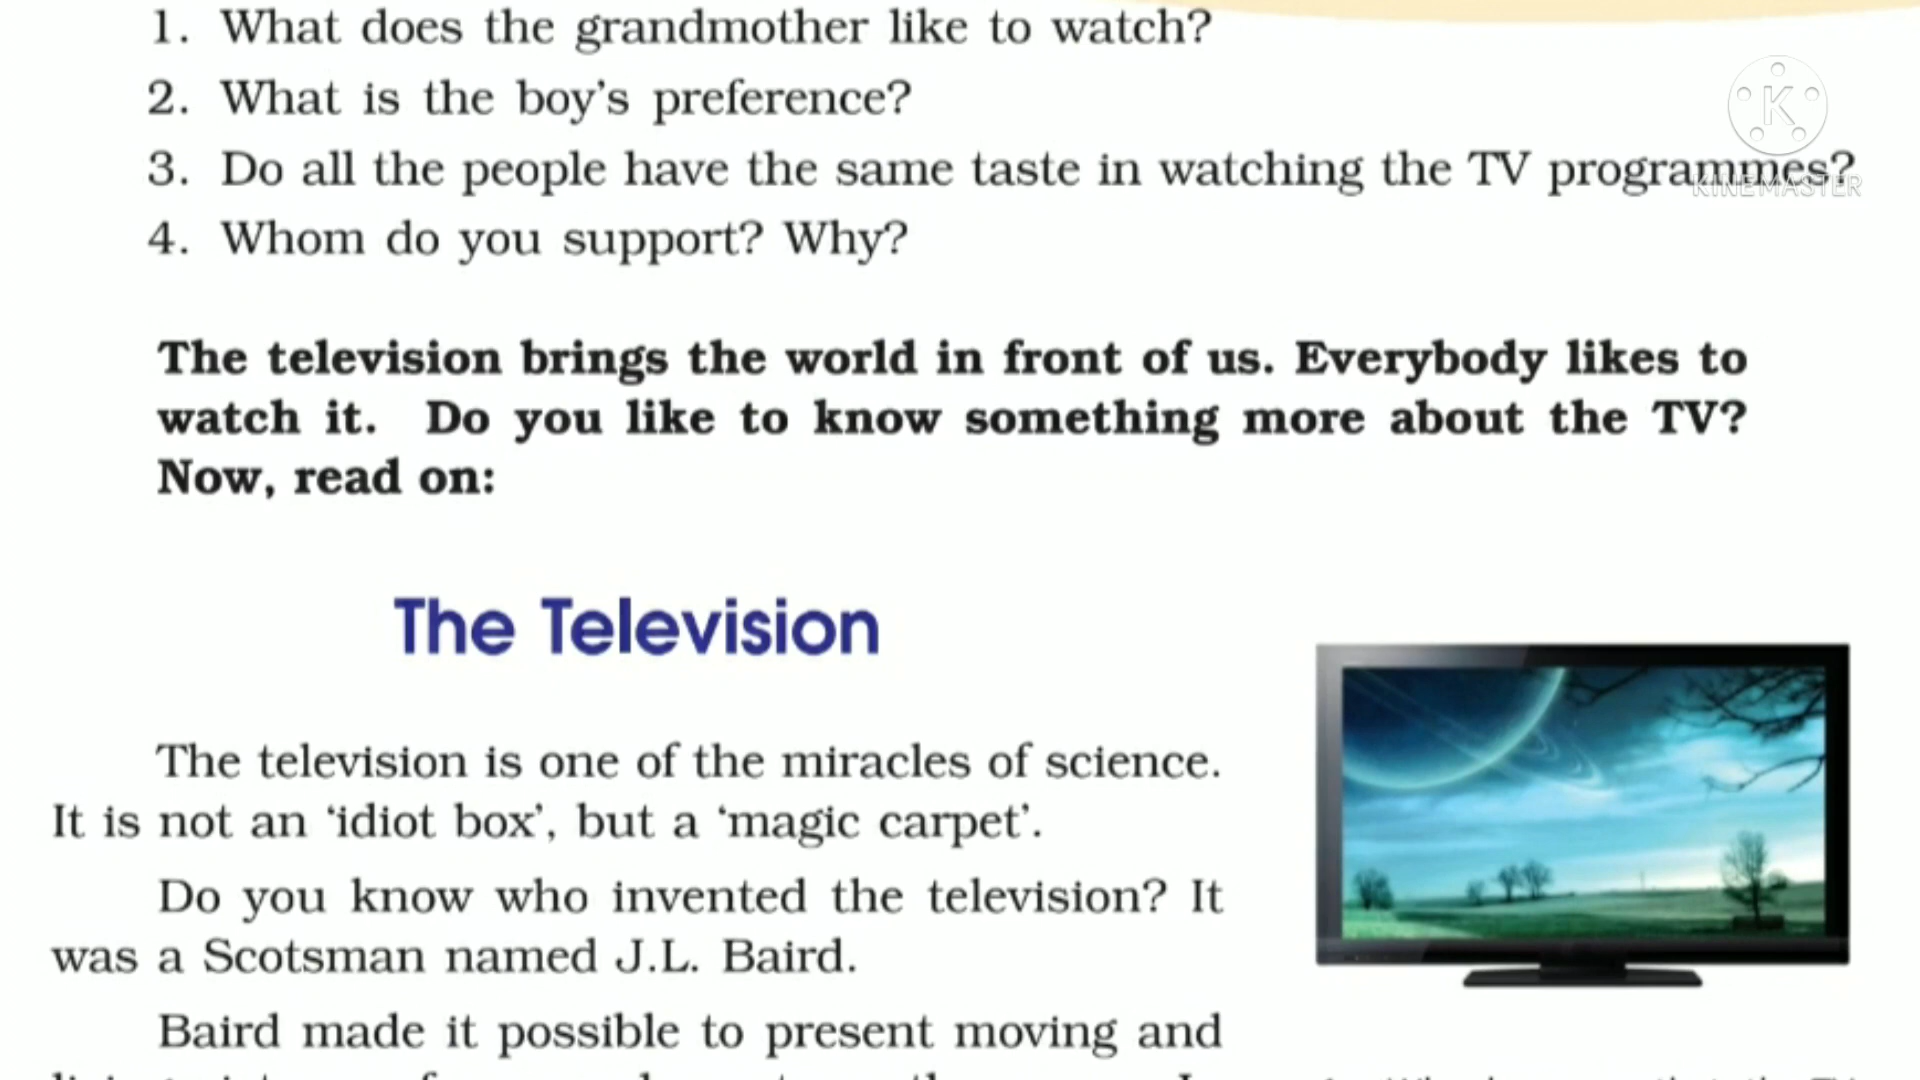 1. What does the grandmother like to watch?
2. What is the boy's preference?
3. Do all the people have the same taste in watching the TV programmes?
4. Whom do you support? Why?
K
KINEMASTER
The television brings the world in front of us. Everybody likes to
watch it. Do you like to know something more about the TV?
Now, read on:
The Television
The television is one of the miracles of science.
It is not an ‘idiot box’, but a ‘magic carpet’.
Do you know who invented the television? It
was a Scotsman named J.L. Baird.
Baird made it possible to present moving and